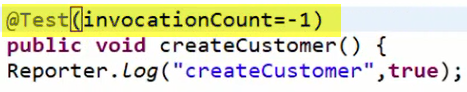 @Test(invocationCount=-1)
public void createCustomer() {
Reporter.log("createCustomer",true);